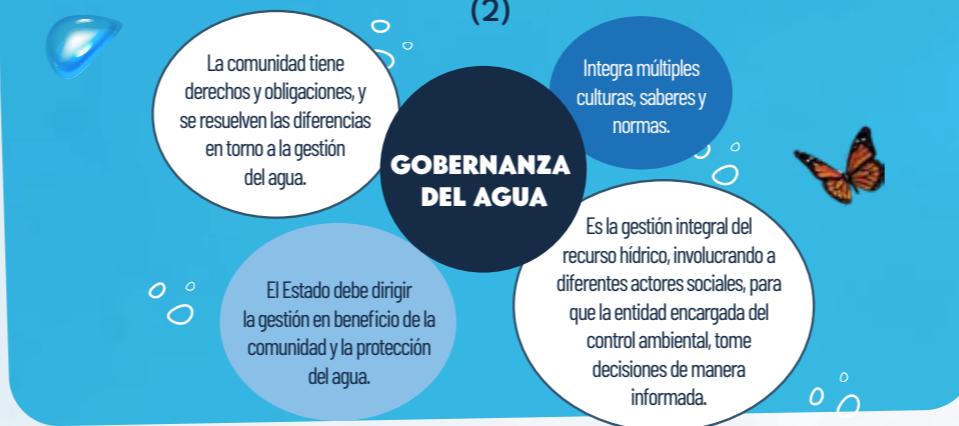 (2)
La comunidad tiene
derechos y obligaciones, y
se resuelven las diferencias
en torno a la gestión
del agua.
Integra múltiples
culturas, saberes y
normas.
GOBERNANZA
DEL AGUA
El Estado debe dirigir
la gestión en beneficio de la
comunidad y la protección
del agua.
Es la gestión integral del
recurso hídrico, involucrando a
diferentes actores sociales, para
que la entidad encargada del
control ambiental, tome
decisiones de manera
informada.